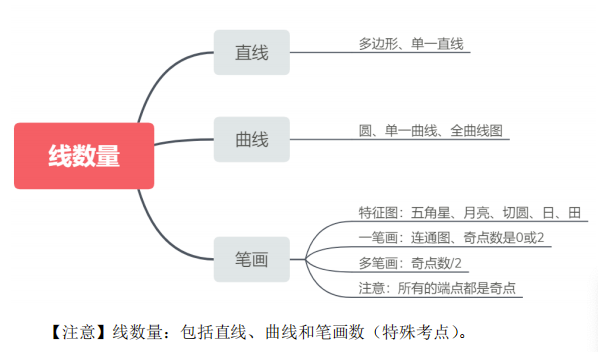 线数量
直线
多边形、单一直线
曲线
圆、单一曲线、全曲线图
笔画
特征图：五角星、月亮、切圆、日、田
一笔画：连通图、奇点数是0或2
多笔画：奇点数/2
注意：所有的端点都是奇点
【注意】线数量：包括直线、曲线和笔画数（特殊考点）。